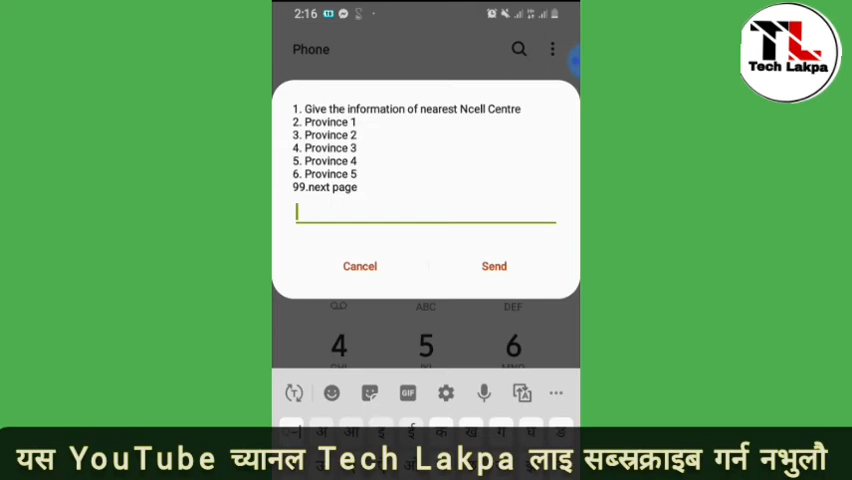 2:16
Phone
TL
Tech Lakpa
1. Give the information of nearest Ncell Centre
2. Province 1
3. Province 2
4. Province 3
5. Province 4
6. Province 5
99.next page
Cancel
Send
ABC
DEF
4
5
6
GIF
अ आ इ ई क ख ग घ ङ
यस YouTube च्यानल Tech Lakpa लाइ सब्स्क्राइब गर्न नभुलौ